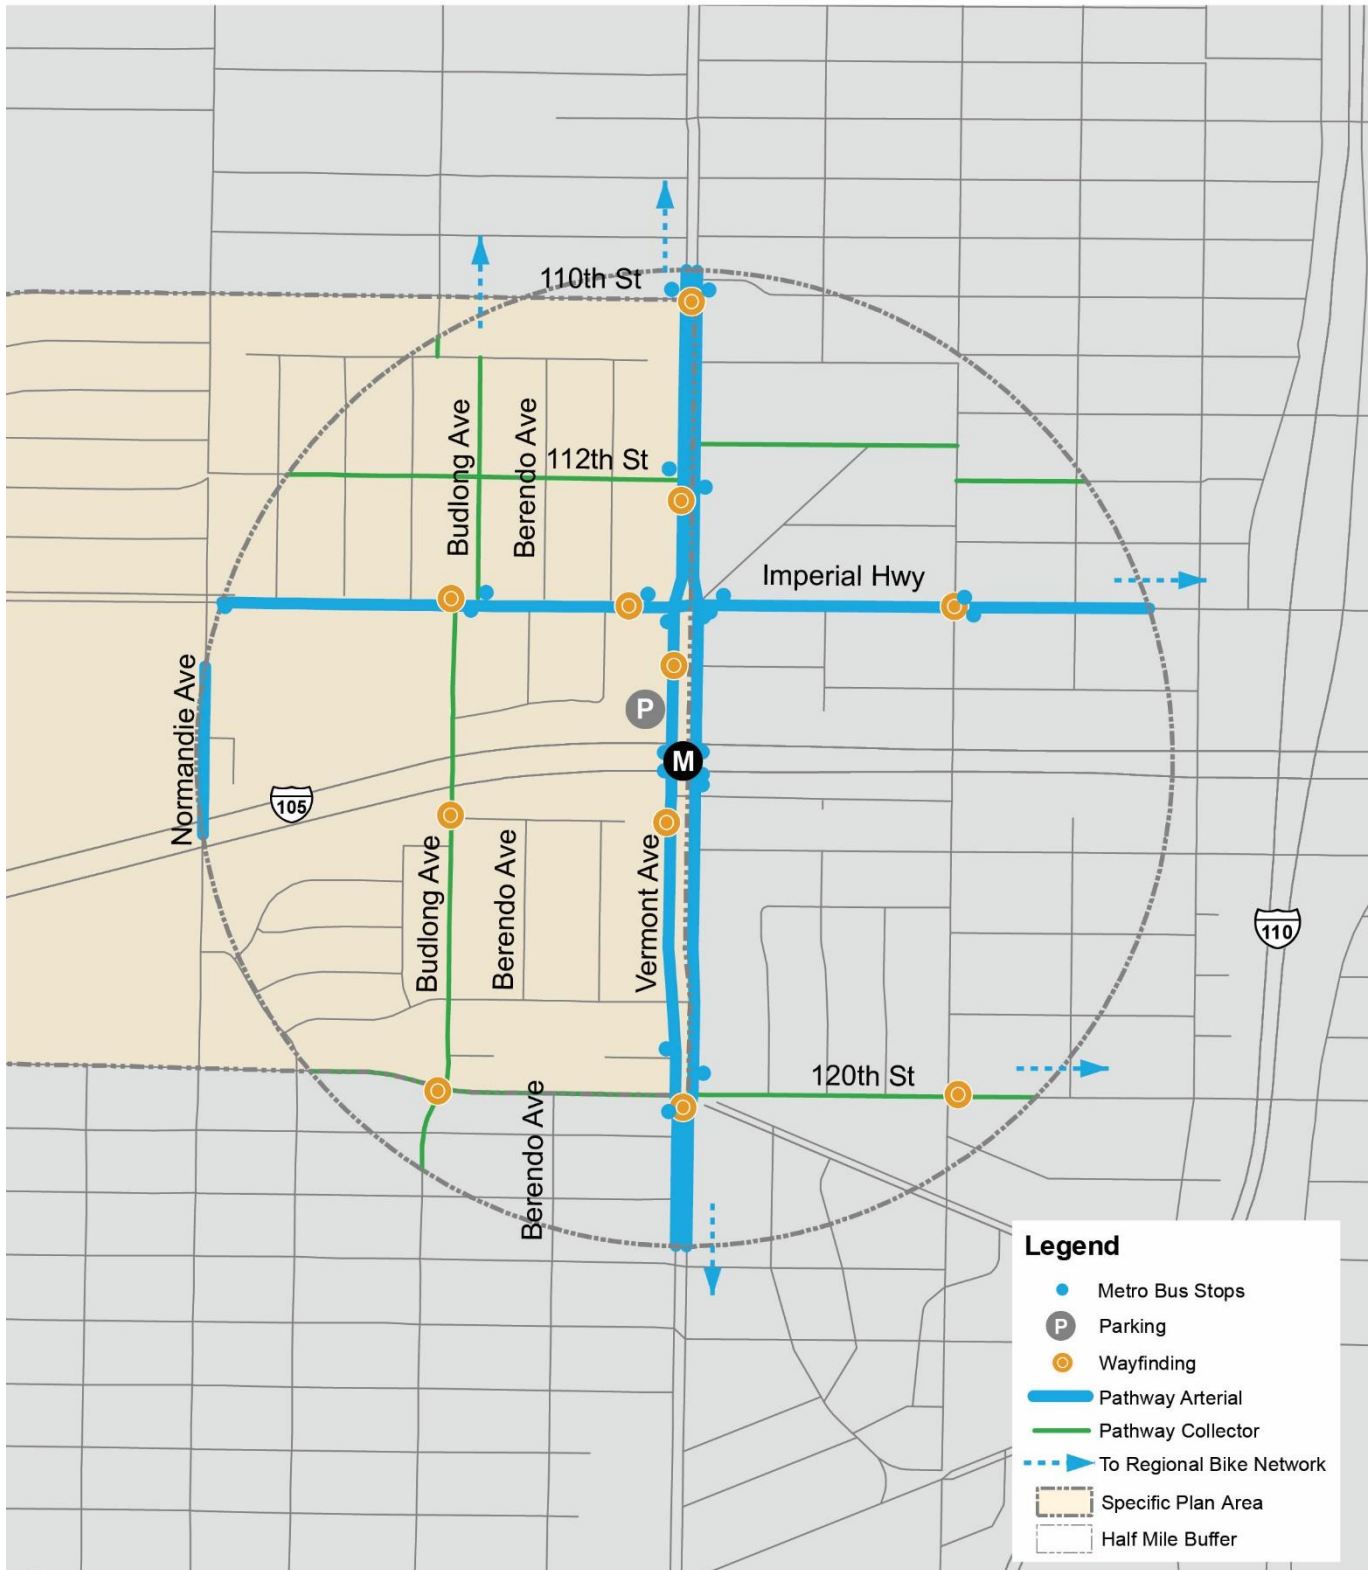 110th St
Budlong Ave
Berendo Ave
112th St
Imperial Hwy
Normandie Ave
P
M
105
Budlong Ave
Berendo Ave
Vermont Ave
110
120th St
Berendo Ave
Legend
Metro Bus Stops
P Parking
Wayfinding
Pathway Arterial
Pathway Collector
To Regional Bike Network
Specific Plan Area
Half Mile Buffer